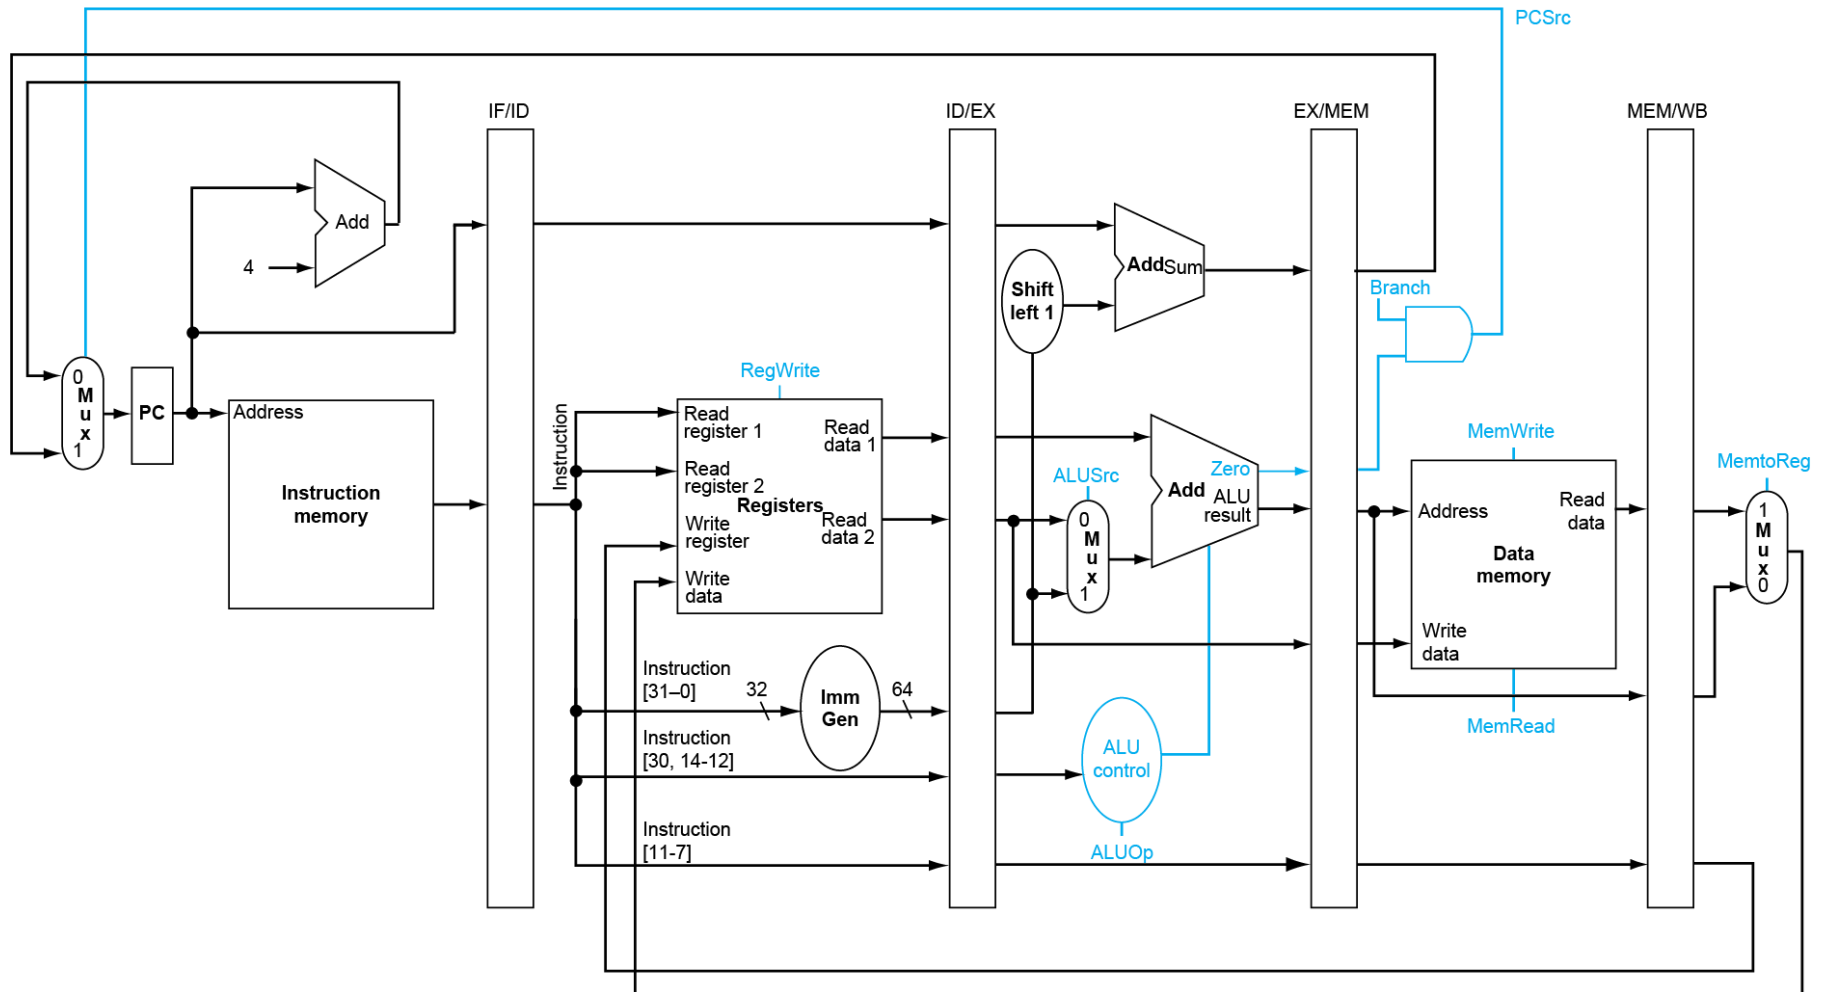 PCSrc
IF/ID
ID/EX
EX/MEM
MEM/WB
Add
4
Add Sum
Shift
left 1
Branch
0
M
u
x
1
PC
Address
Instruction
memory
Instruction
RegWrite
Read
register 1
Read
data 1
Read
register 2
Registers
Write
register
Read
data 2
Write
data
ALUSrc
0
M
u
x
1
Zero
Add
ALU
result
MemWrite
Address
Read
data
Data
memory
Write
data
MemRead
MemtoReg
1
M
u
x
0
Instruction
[31–0]
32
Imm
Gen
64
Instruction
[30, 14-12]
ALU
control
Instruction
[11-7]
ALUOp